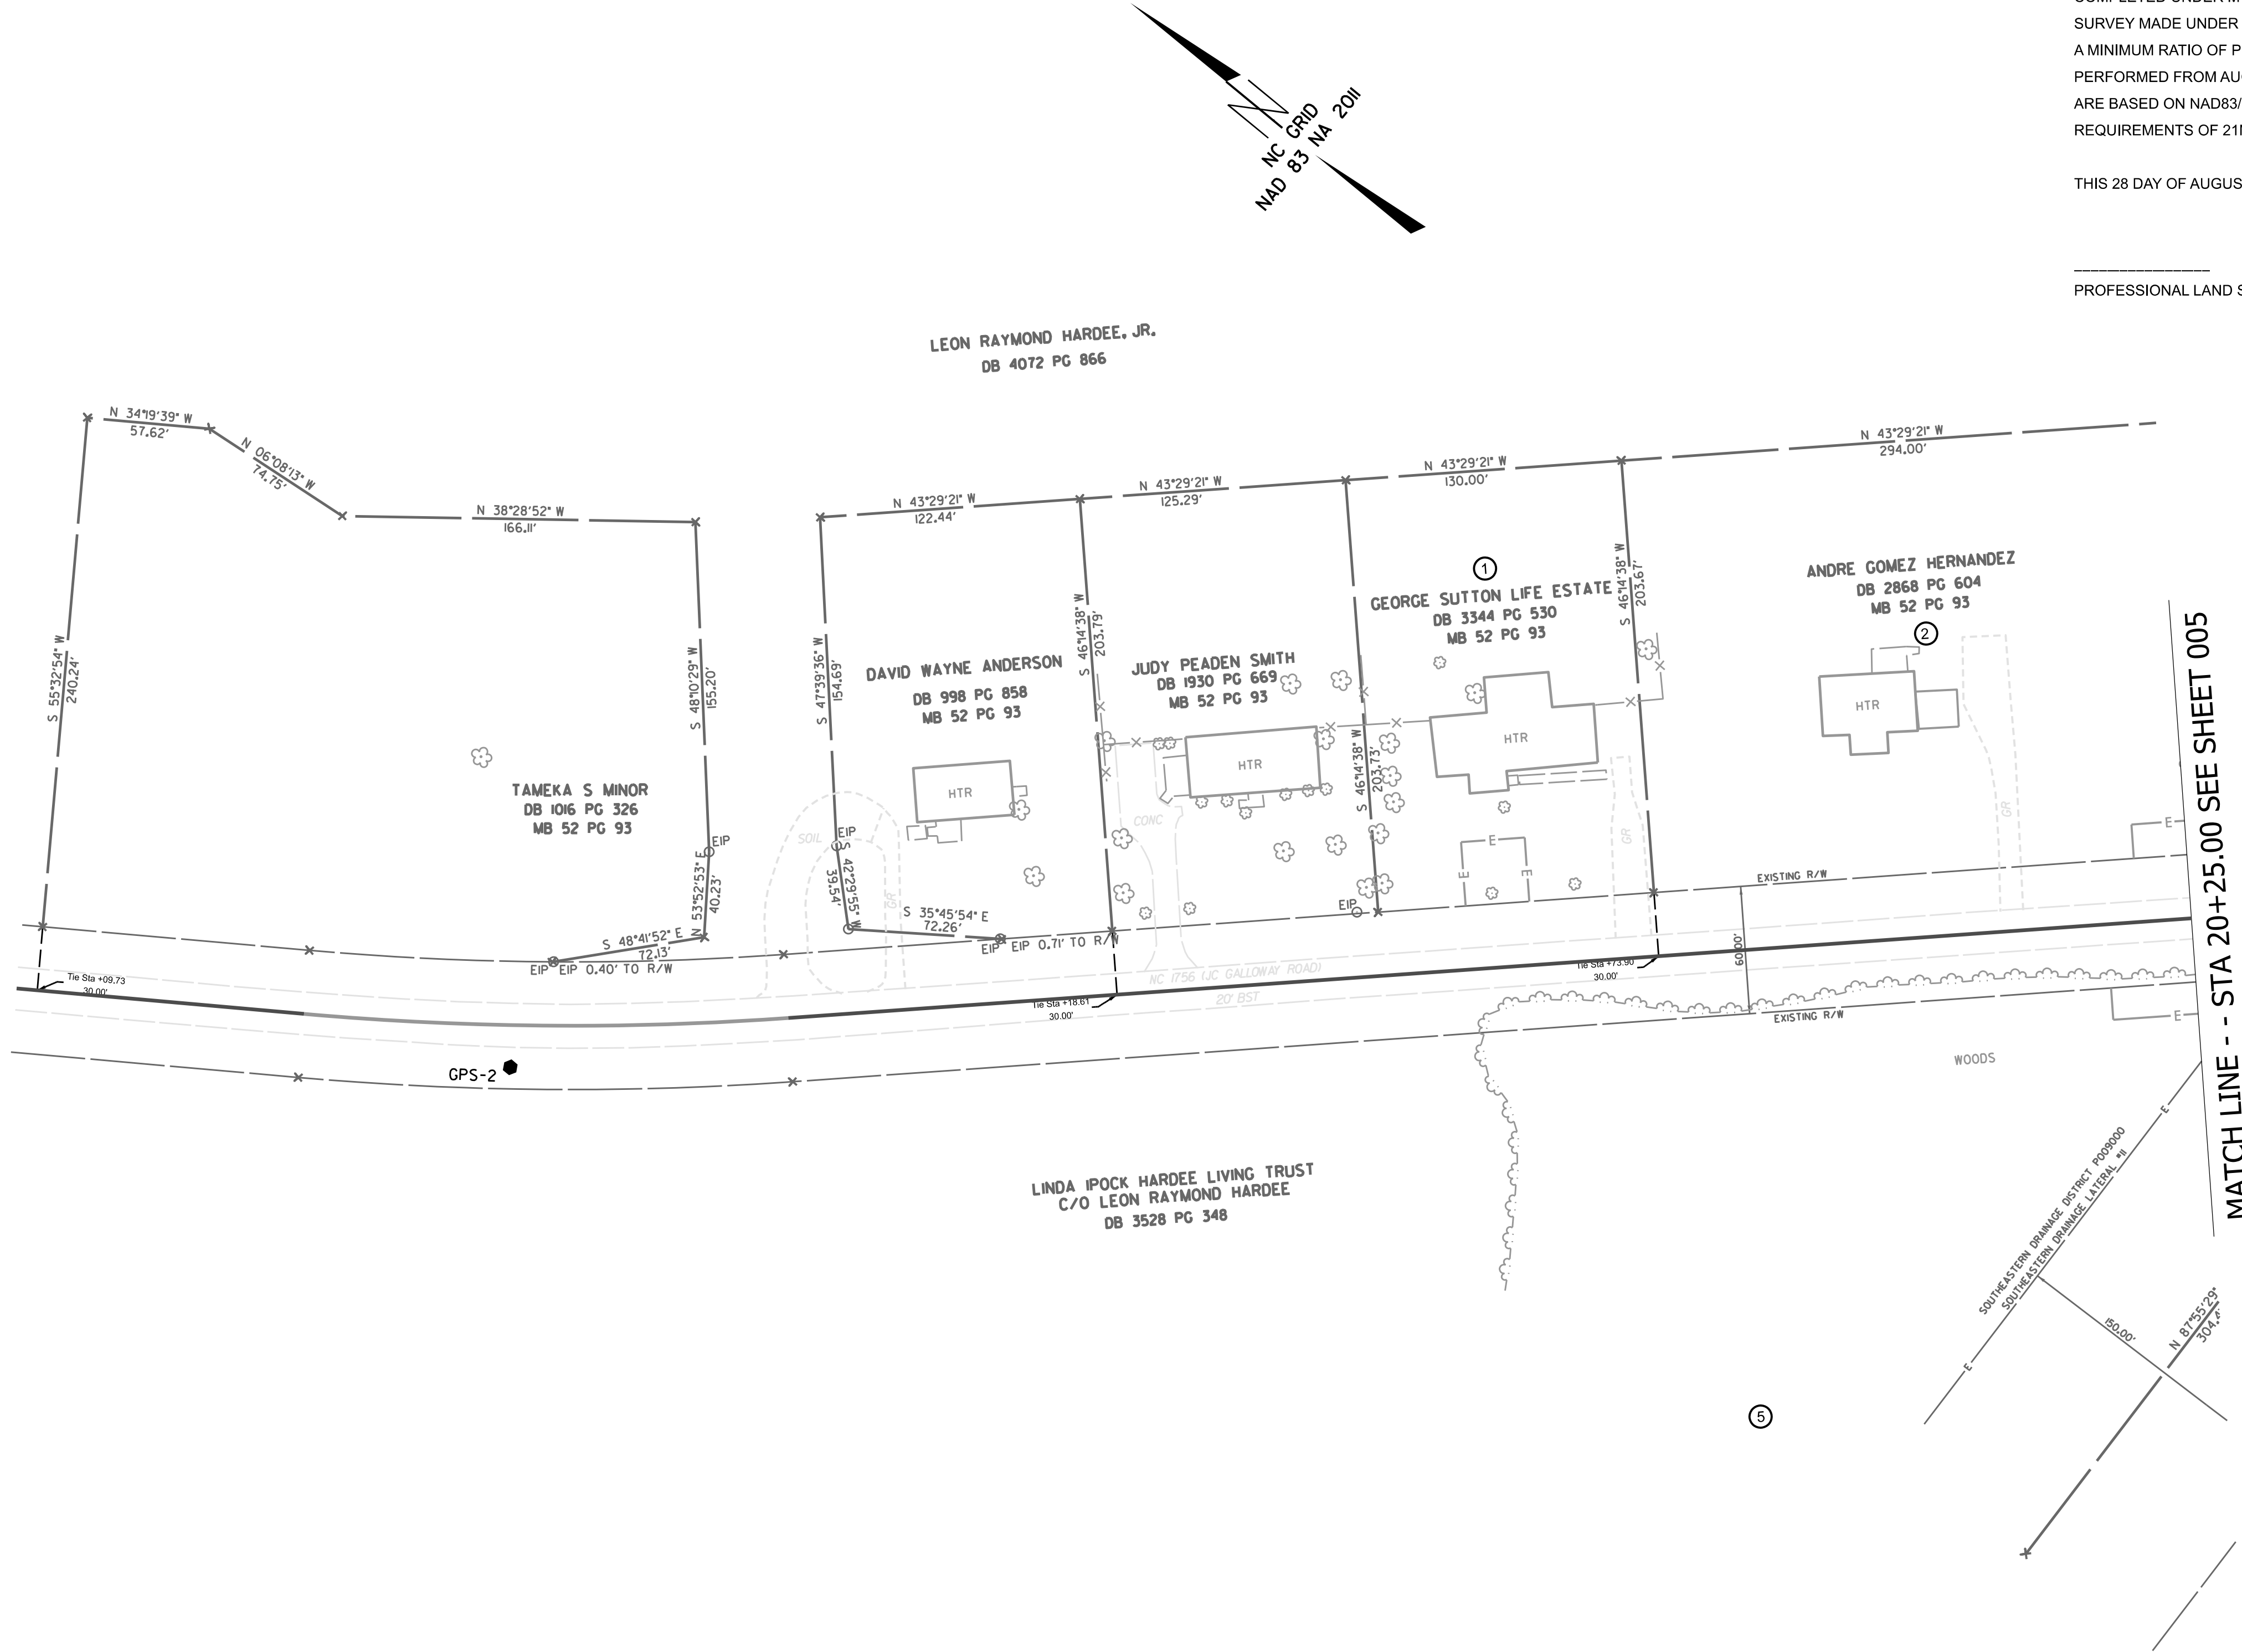 SURVEY MADE UNDER
A MINIMUM RATIO OF P
PERFORMED FROM AU
ARE BASED ON NAD83/
REQUIREMENTS OF 21
THIS 28 DAY OF AUGUS
PROFESSIONAL LAND S
NC GRID
NAD 83 NA 2011
LEON RAYMOND HARDEE, JR.
DB 4072 PG 866
N 34°19'39" W
57.62'
N 06°08'13" W
74.75'
N 38°28'52" W
166.11'
N 43°29'21" W
122.44'
N 43°29'21" W
125.29'
N 43°29'21" W
130.00'
N 43°29'21" W
294.00'
S 55°32'54" W
240.24'
S 48°10'29" W
155.20'
S 47°39'36" W
154.69'
S 46°14'38" W
203.79'
S 46°14'38" W
203.73'
S 46°14'38" W
203.67'
TAMEKA S MINOR
DB 1016 PG 326
MB 52 PG 93
DAVID WAYNE ANDERSON
DB 998 PG 858
MB 52 PG 93
JUDY PEADEN SMITH
DB 1930 PG 669
MB 52 PG 93
1
GEORGE SUTTON LIFE ESTATE
DB 3344 PG 530
MB 52 PG 93
ANDRE GOMEZ HERNANDEZ
DB 2868 PG 604
MB 52 PG 93
2
HTR
HTR
HTR
HTR
EIP
N 53°52'53" E
40.23'
S 48°41'52" E
72.13'
EIP
EIP 0.40' TO R/W
SOIL
GR
EIP
S 42°29'55" W
39.54'
S 35°45'54" E
72.26'
EIP
EIP 0.71' TO R/W
CONC
EIP
E
E
E
GR
GR
EXISTING R/W
E
60.00'
Tie Sta +09.73
30.00'
Tie Sta +18.61
30.00'
Tie Sta +73.90
30.00'
NC 1756 (JC GALLOWAY ROAD)
20' BST
EXISTING R/W
E
WOODS
GPS-2
LINDA IPOCK HARDEE LIVING TRUST
C/O LEON RAYMOND HARDEE
DB 3528 PG 348
SOUTHEASTERN DRAINAGE DISTRICT P009000
SOUTHEASTERN DRAINAGE LATERAL #11
E
E
150.00'
N 87°55'29"
304.4
5
MATCH LINE - - STA 20+25.00 SEE SHEET 005